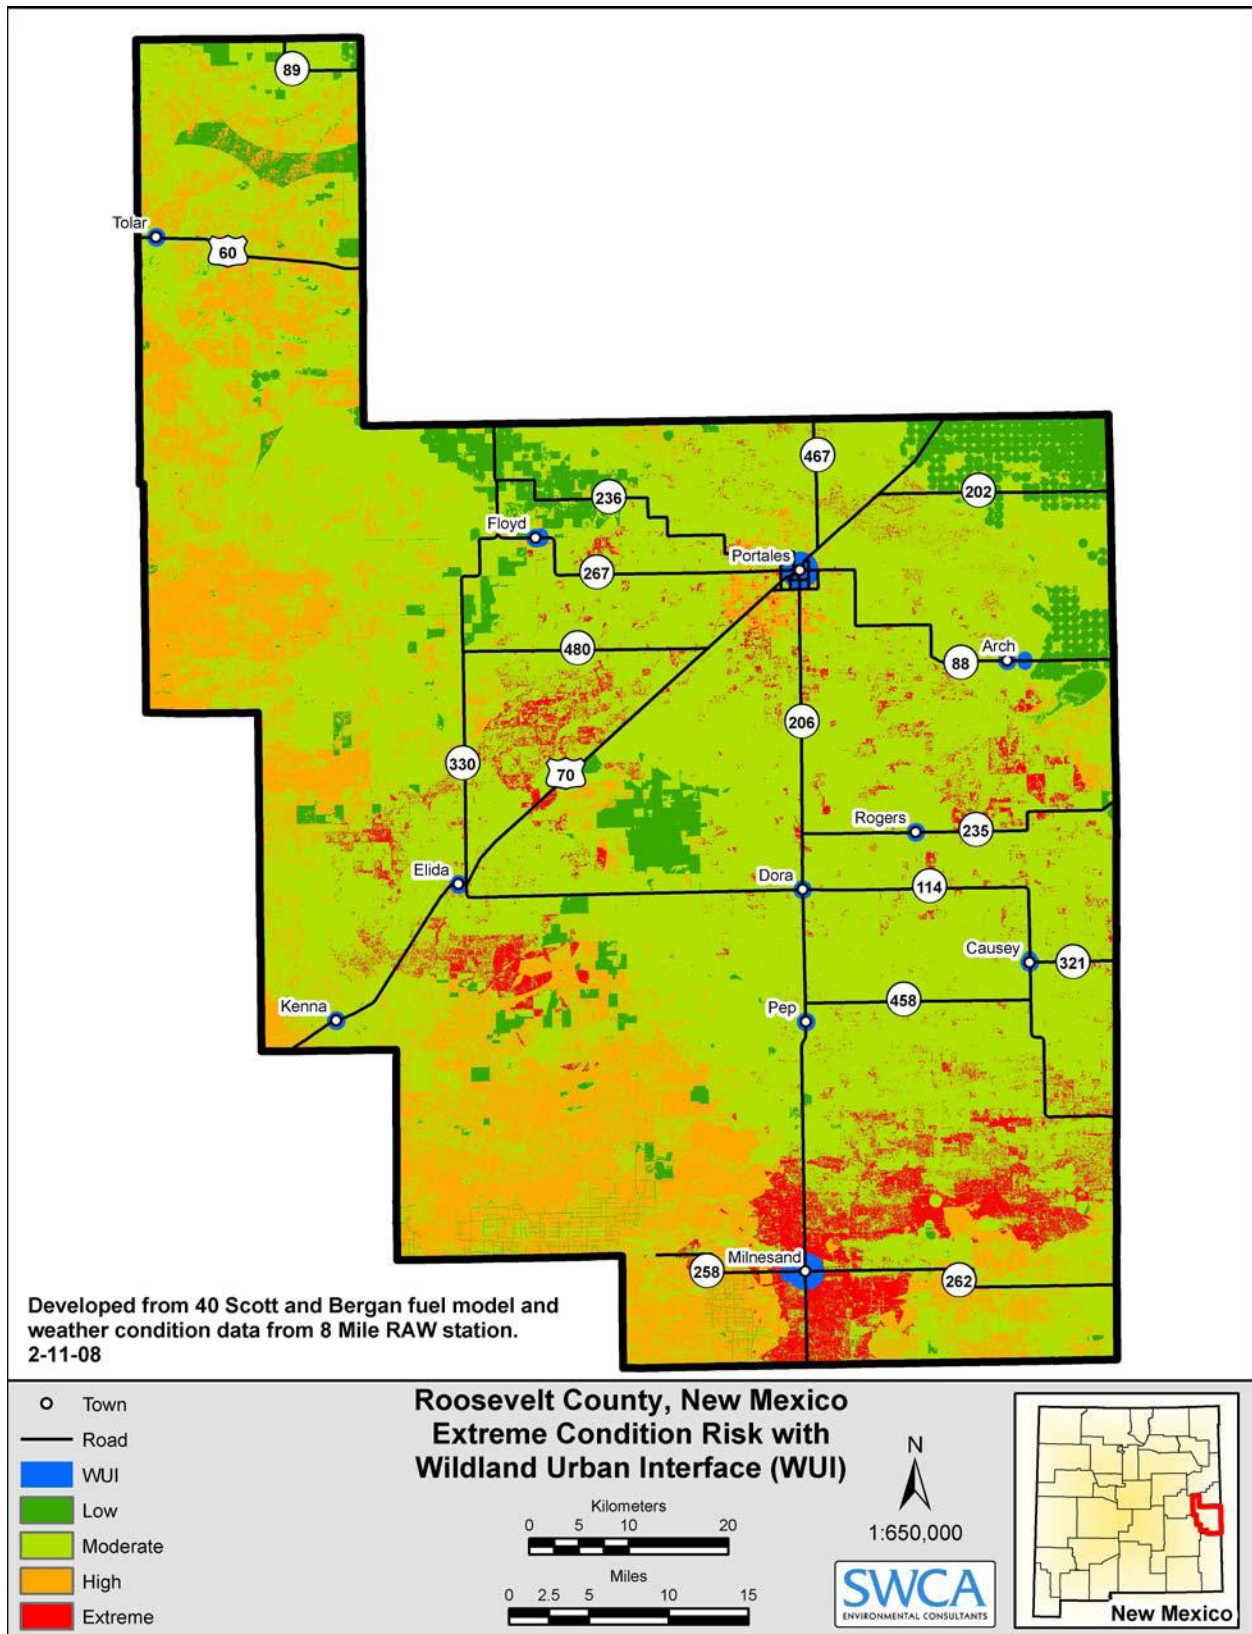 89
Tolar
60
467
236
202
Floyd
Portales
267
480
88
Arch
206
330
70
Rogers
235
Elida
Dora
114
Causey
321
458
Kenna
Pep
Milnesand
258
262
Developed from 40 Scott and Bergan fuel model and
weather condition data from 8 Mile RAW station.
2-11-08
Town
Road
WUI
Low
Moderate
High
Extreme
Roosevelt County, New Mexico
Extreme Condition Risk with
Wildland Urban Interface (WUI)
Kilometers
0 5 10 20
Miles
0 2.5 5 10 15
N
1:650,000
SWCA
ENVIRONMENTAL CONSULTANTS
New Mexico